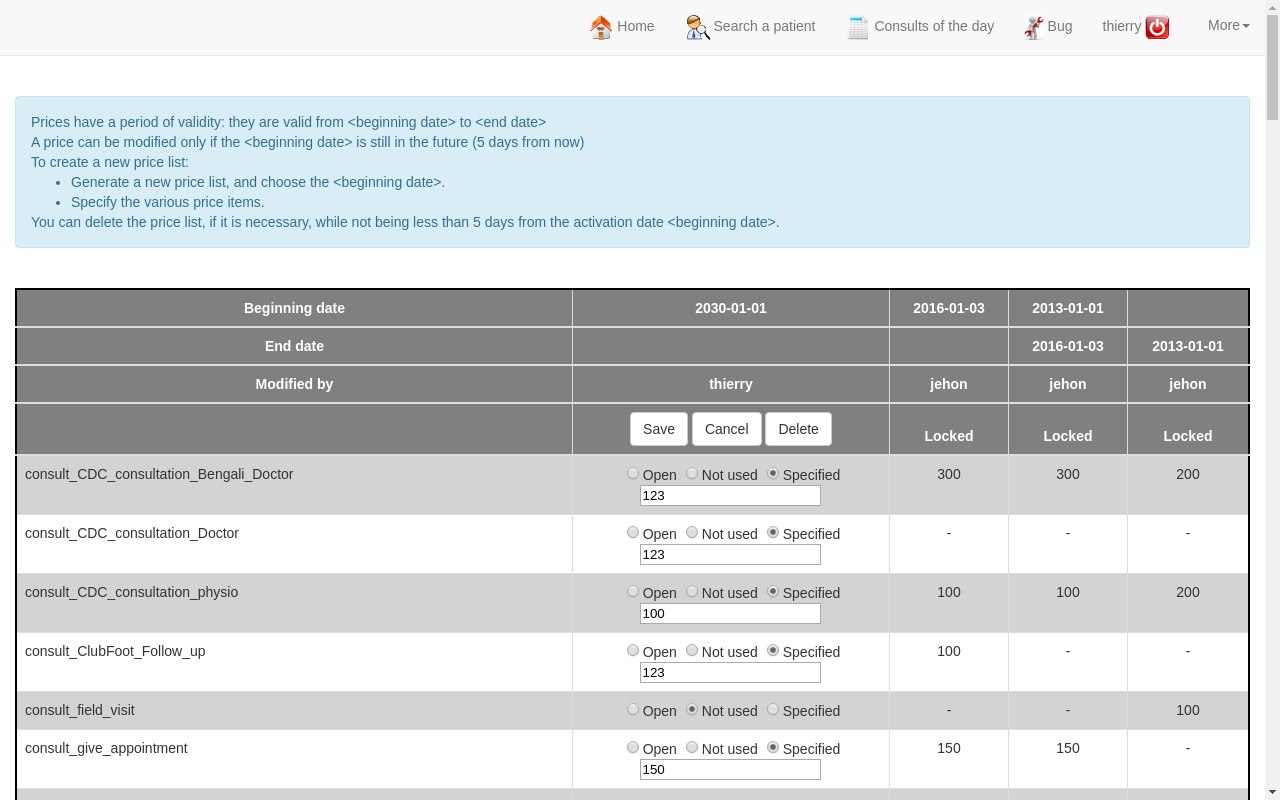 Home Search a patient Consults of the day Bug thierry More
Prices have a period of validity: they are valid from <beginning date> to <end date>
A price can be modified only if the <beginning date> is still in the future (5 days from now)
To create a new price list:
• Generate a new price list, and choose the <beginning date>.
• Specify the various price items.
You can delete the price list, if it is necessary, while not being less than 5 days from the activation date <beginning date>.
Beginning date 2030-01-01 2016-01-03 2013-01-01
End date 2016-01-03 2013-01-01
Modified by thierry jehon jehon jehon
Save Cancel Delete Locked Locked Locked
consult_CDC_consultation_Bengali_Doctor Open Not used Specified 300 300 200
123
consult_CDC_consultation_Doctor Open Not used Specified - - -
123
consult_CDC_consultation_physio Open Not used Specified 100 100 200
100
consult_ClubFoot_Follow_up Open Not used Specified 100 - -
123
consult_field_visit Open Not used Specified - - 100
consult_give_appointment Open Not used Specified 150 150 -
150